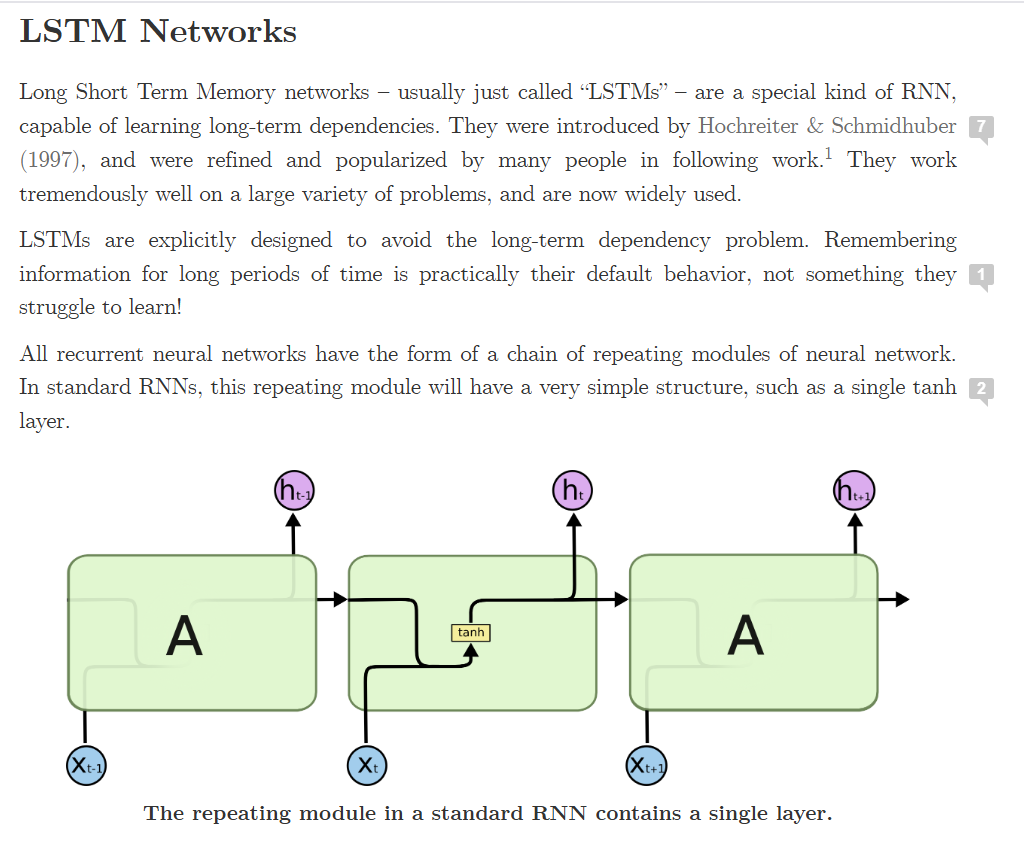 LSTM Networks
Long Short Term Memory networks – usually just called “LSTMs” – are a special kind of RNN,
capable of learning long-term dependencies. They were introduced by Hochreiter & Schmidhuber
7
(1997), and were refined and popularized by many people in following work.1 They work
tremendously well on a large variety of problems, and are now widely used.
LSTMs are explicitly designed to avoid the long-term dependency problem. Remembering
information for long periods of time is practically their default behavior, not something they
1
struggle to learn!
All recurrent neural networks have the form of a chain of repeating modules of neural network.
In standard RNNs, this repeating module will have a very simple structure, such as a single tanh
2
layer.
ht-1 ht ht+1
A tanh A
Xt-1 Xt Xt+1
The repeating module in a standard RNN contains a single layer.